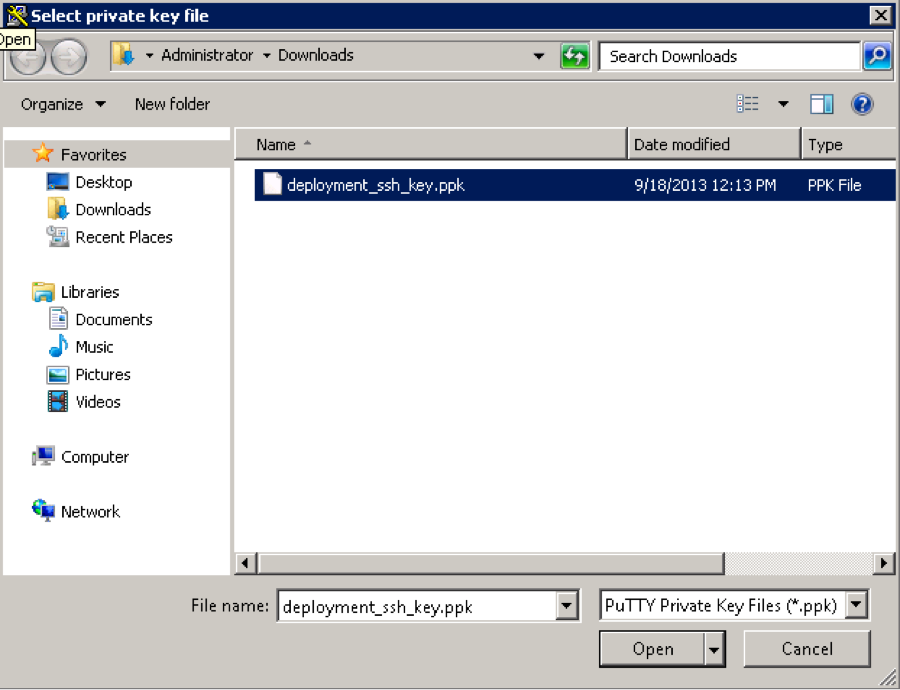 Select private key file
Open
Administrator Downloads Search Downloads
Organize New folder
Name Date modified Type
Favorites
deployment_ssh_key.ppk 9/18/2013 12:13 PM PPK File
Desktop
Downloads
Recent Places
Libraries
Documents
Music
Pictures
Videos
Computer
Network
File name: deployment_ssh_key.ppk PuTTY Private Key Files (*.ppk)
Open Cancel